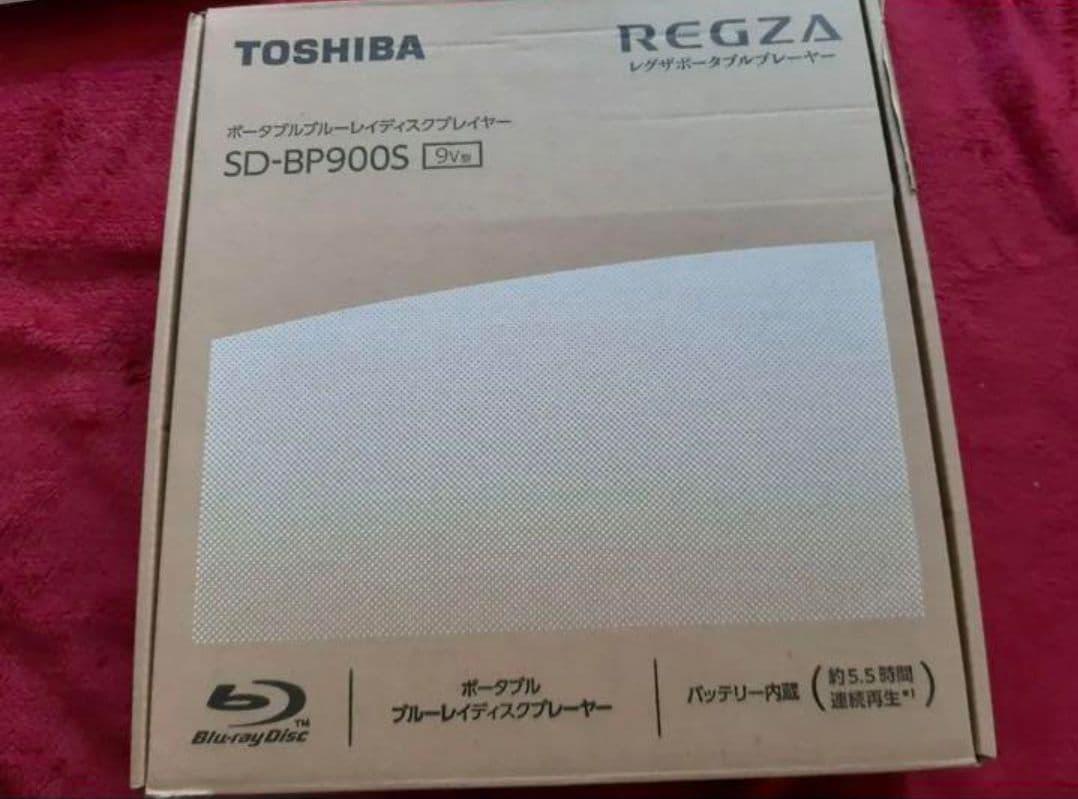 TOSHIBA
REGZA
レグザポータブルプレーヤー
ポータブルブルーレイディスクプレイヤー
SD-BP900S 9V型
Blu-ray Disc TM
ポータブル
ブルーレイディスクプレーヤー
バッテリー内蔵 (約5.5時間
連続再生*1)